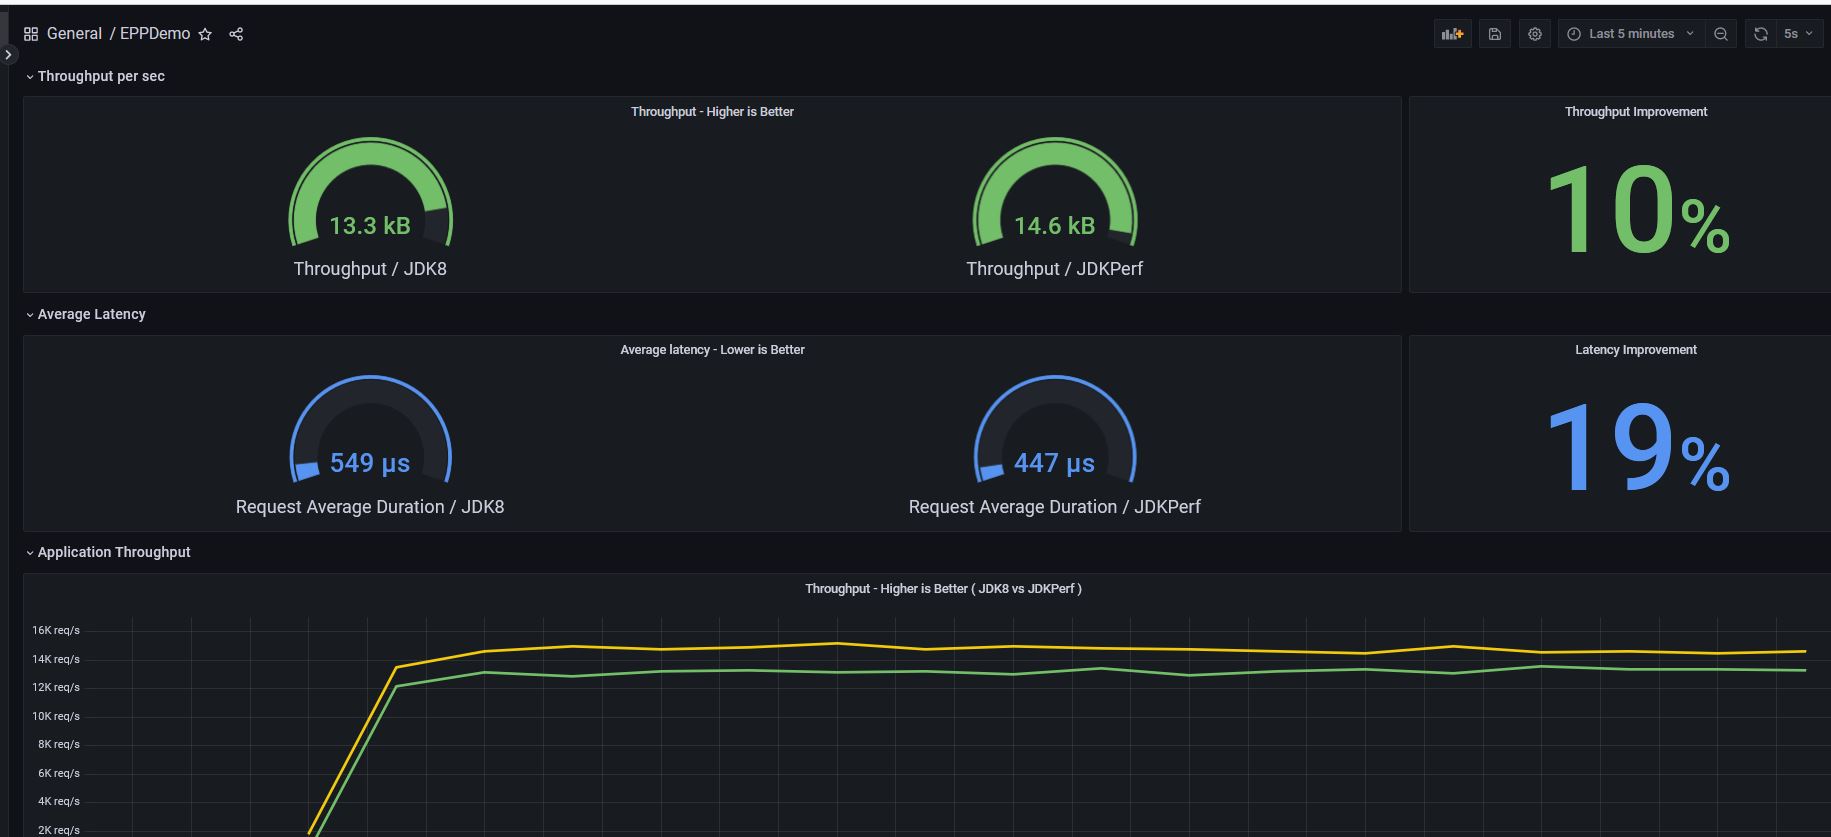 General / EPPDemo
Last 5 minutes
5s
Throughput per sec
Throughput - Higher is Better
13.3 kB
Throughput / JDK8
14.6 kB
Throughput / JDKPerf
Throughput Improvement
10%
Average Latency
Average latency - Lower is Better
549 µs
Request Average Duration / JDK8
447 µs
Request Average Duration / JDKPerf
Latency Improvement
19%
Application Throughput
Throughput - Higher is Better ( JDK8 vs JDKPerf )
16K req/s
14K req/s
12K req/s
10K req/s
8K req/s
6K req/s
4K req/s
2K req/s